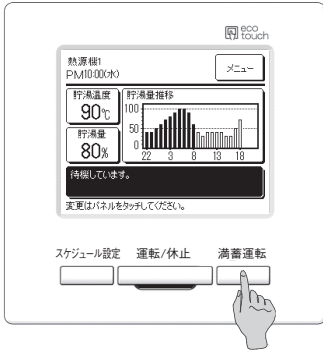 eco
touch
熱源機1
PM10:00(水)
メニュー
貯湯温度
90℃
貯湯量
80%
貯湯量推移
100
50
0
22 3 8 13 18
待機しています。
変更はパネルをタッチしてください。
スケジュール設定 運転/休止 満蓄運転